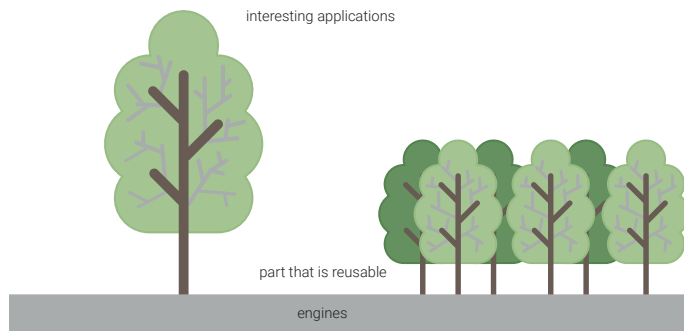 interesting applications
part that is reusable
engines